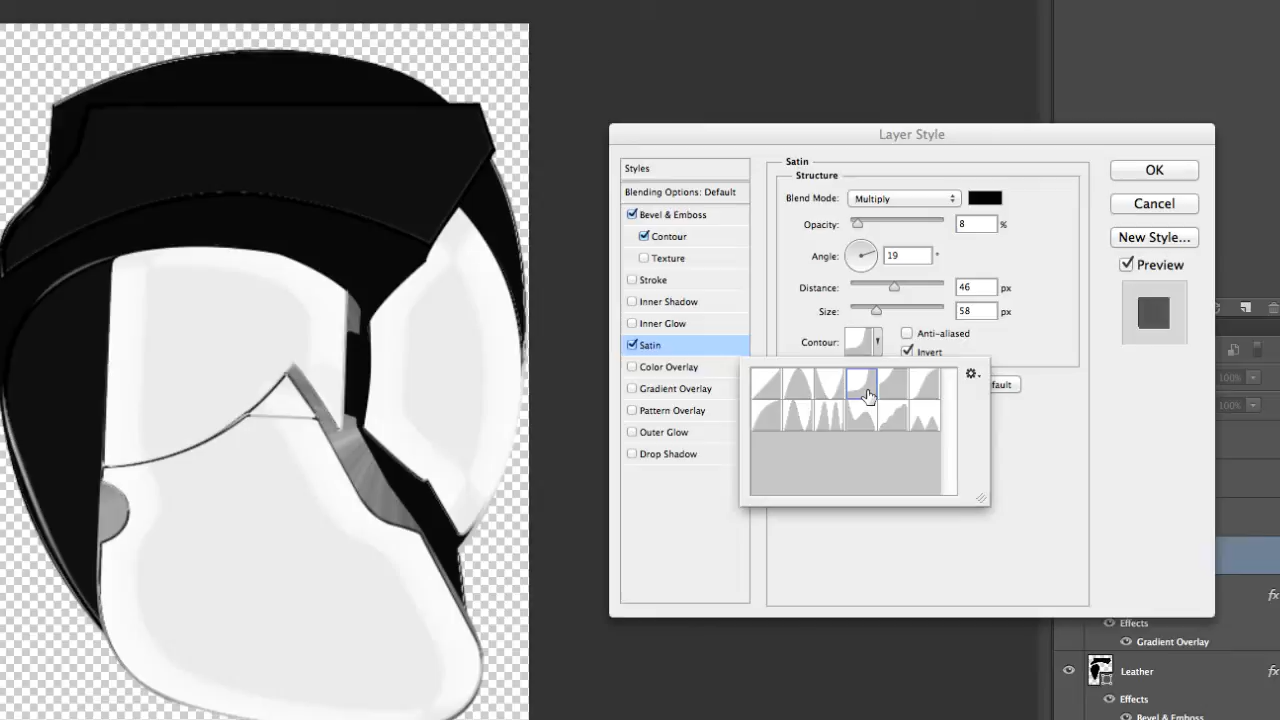 Layer Style
Styles
Blending Options: Default
Bevel & Emboss
Contour
Texture
Stroke
Inner Shadow
Inner Glow
Satin
Color Overlay
Gradient Overlay
Pattern Overlay
Outer Glow
Drop Shadow
Satin
Structure
Blend Mode: Multiply
Opacity: 8 %
Angle: 19 °
Distance: 46 px
Size: 58 px
Contour: Anti-aliased
Invert
fault
OK
Cancel
New Style...
Preview
100%
100%
fx
Effects
Gradient Overlay
Leather fx
Effects
Bevel & Emboss